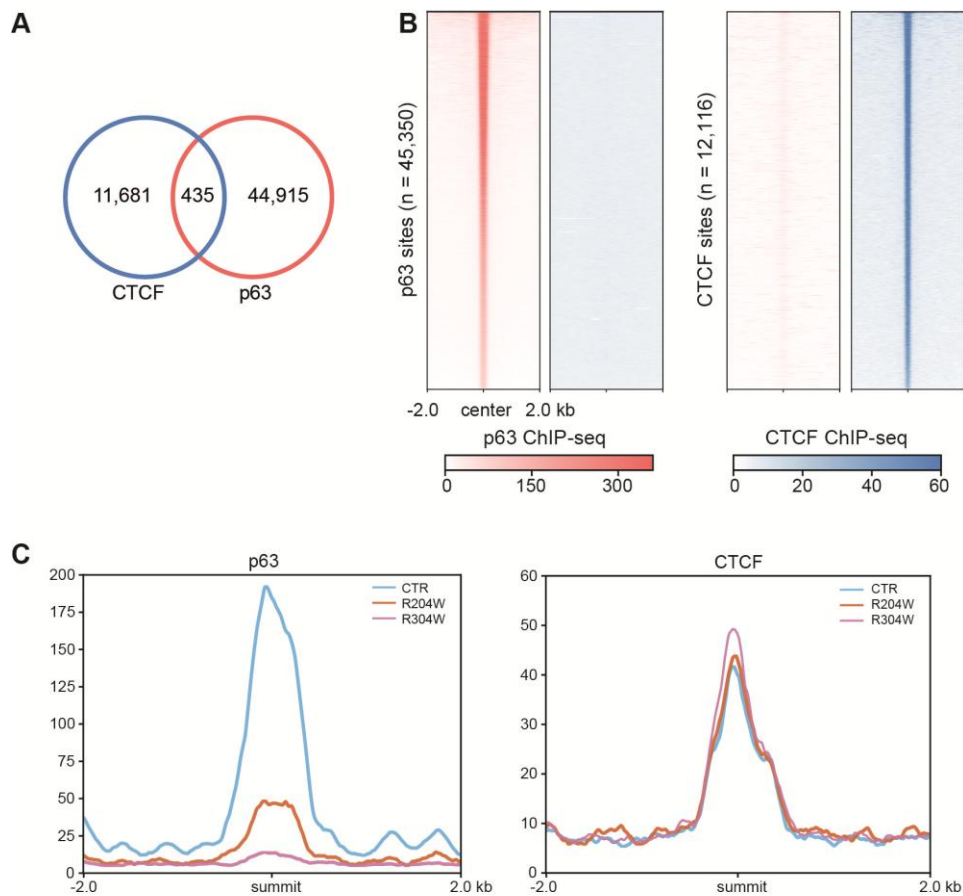 A
11,681
435
44,915
CTCF
p63
B
p63 sites (n = 45,350)
CTCF sites (n = 12,116)
-2.0 center 2.0 kb
p63 ChIP-seq
0 150 300
CTCF ChIP-seq
0 20 40 60
C
p63
200
175
150
125
100
75
50
25
0
CTR
R204W
R304W
-2.0 summit 2.0 kb
CTCF
60
50
40
30
20
10
0
CTR
R204W
R304W
-2.0 summit 2.0 kb